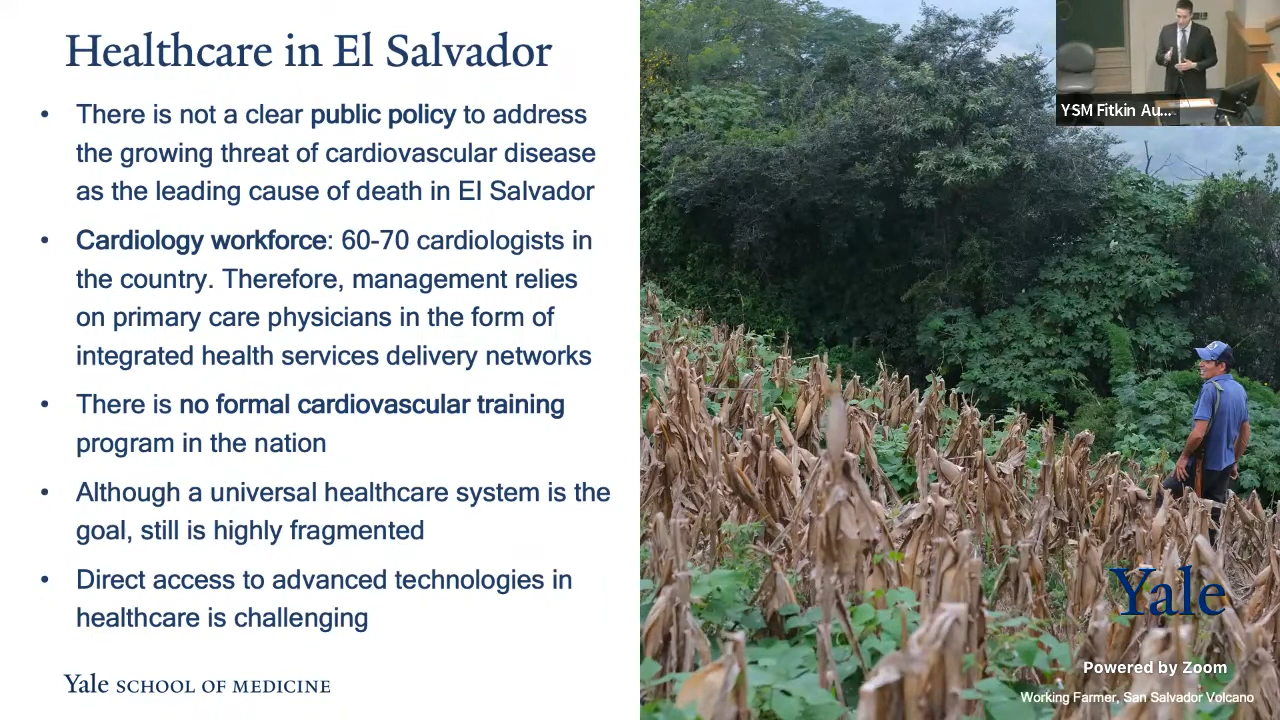 Healthcare in El Salvador
• There is not a clear public policy to address
the growing threat of cardiovascular disease
as the leading cause of death in El Salvador
• Cardiology workforce: 60-70 cardiologists in
the country. Therefore, management relies
on primary care physicians in the form of
integrated health services delivery networks
• There is no formal cardiovascular training
program in the nation
• Although a universal healthcare system is the
goal, still is highly fragmented
• Direct access to advanced technologies in
healthcare is challenging
Yale SCHOOL OF MEDICINE
YSM Fitkin Au...
Yale
Powered by Zoom
Working Farmer, San Salvador Volcano